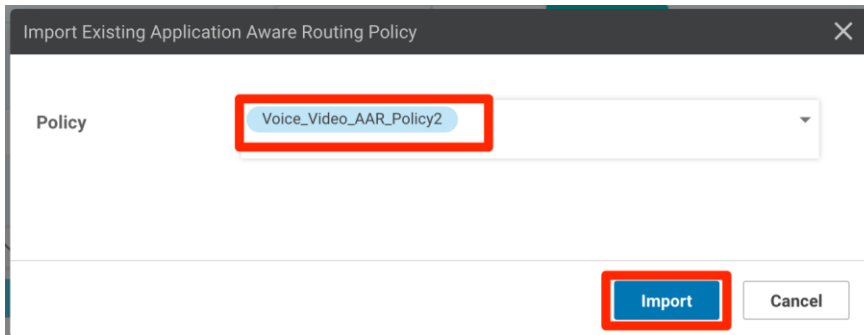 Import Existing Application Aware Routing Policy
Policy
Voice_Video_AAR_Policy2
Import Cancel